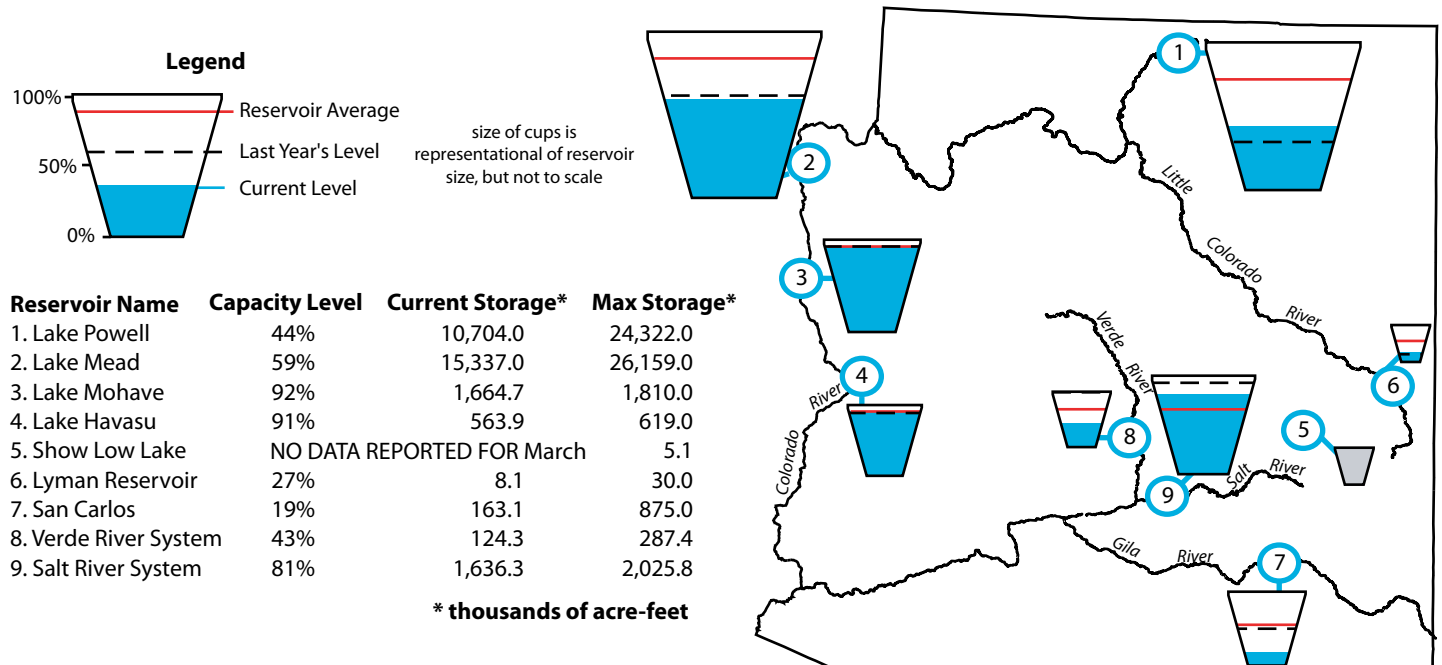 Legend
100%
50%
0%
Reservoir Average
Last Year's Level
Current Level
size of cups is
representational of reservoir
size, but not to scale
Reservoir Name Capacity Level Current Storage* Max Storage*
1. Lake Powell 44% 10,704.0 24,322.0
2. Lake Mead 59% 15,337.0 26,159.0
3. Lake Mohave 92% 1,664.7 1,810.0
4. Lake Havasu 91% 563.9 619.0
5. Show Low Lake NO DATA REPORTED FOR March 5.1
6. Lyman Reservoir 27% 8.1 30.0
7. San Carlos 19% 163.1 875.0
8. Verde River System 43% 124.3 287.4
9. Salt River System 81% 1,636.3 2,025.8
* thousands of acre-feet
1
2
3
4
5
6
7
8
9
Little
Colorado
River
Verde
River
Colorado
River
Salt
River
Gila
River